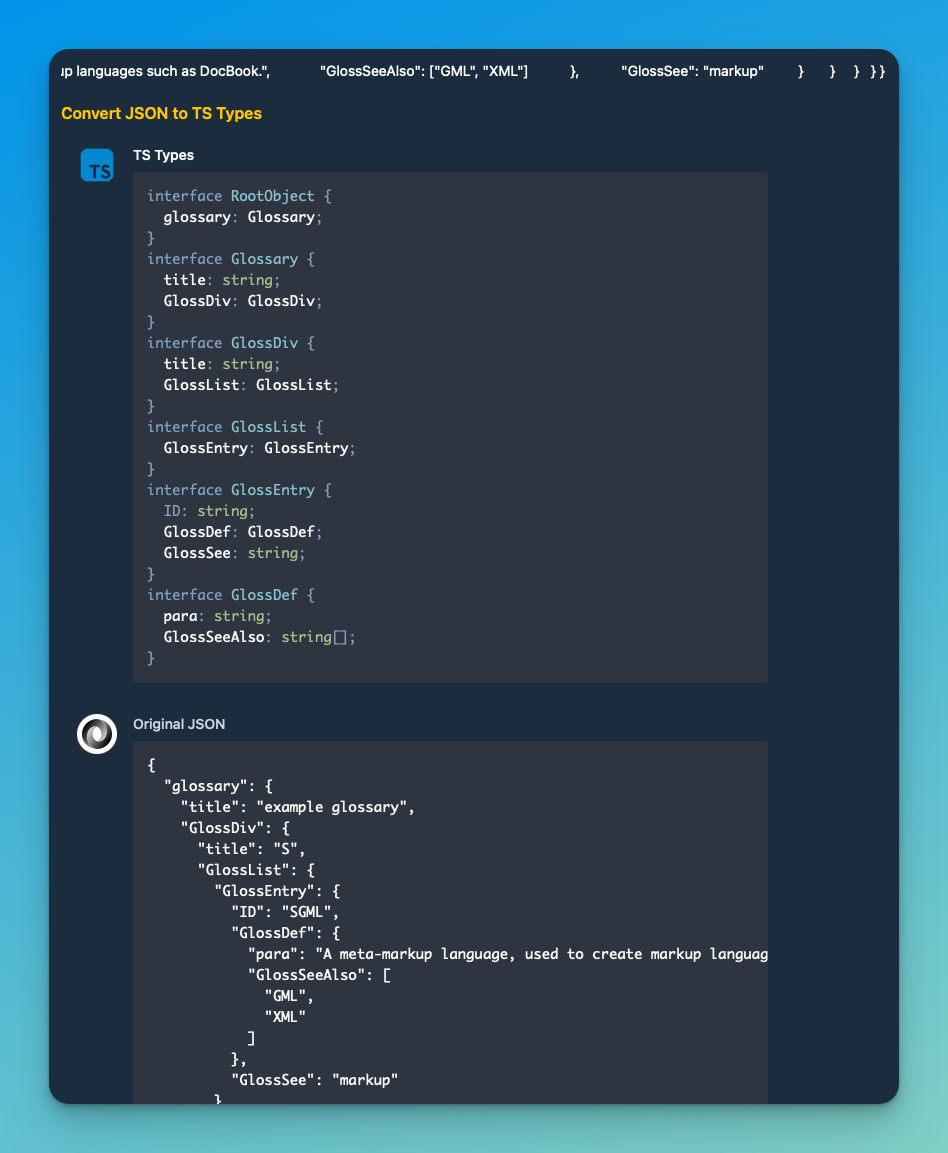 up languages such as DocBook.", "GlossSeeAlso": ["GML", "XML"] }, "GlossSee": "markup" } } } } }
Convert JSON to TS Types
TS
TS Types
interface RootObject {
  glossary: Glossary;
}
interface Glossary {
  title: string;
  GlossDiv: GlossDiv;
}
interface GlossDiv {
  title: string;
  GlossList: GlossList;
}
interface GlossList {
  GlossEntry: GlossEntry;
}
interface GlossEntry {
  ID: string;
  GlossDef: GlossDef;
  GlossSee: string;
}
interface GlossDef {
  para: string;
  GlossSeeAlso: string[];
}
Original JSON
{
  "glossary": {
    "title": "example glossary",
    "GlossDiv": {
      "title": "S",
      "GlossList": {
        "GlossEntry": {
          "ID": "SGML",
          "GlossDef": {
            "para": "A meta-markup language, used to create markup languag
            "GlossSeeAlso": [
              "GML",
              "XML"
            ]
          },
          "GlossSee": "markup"
        }